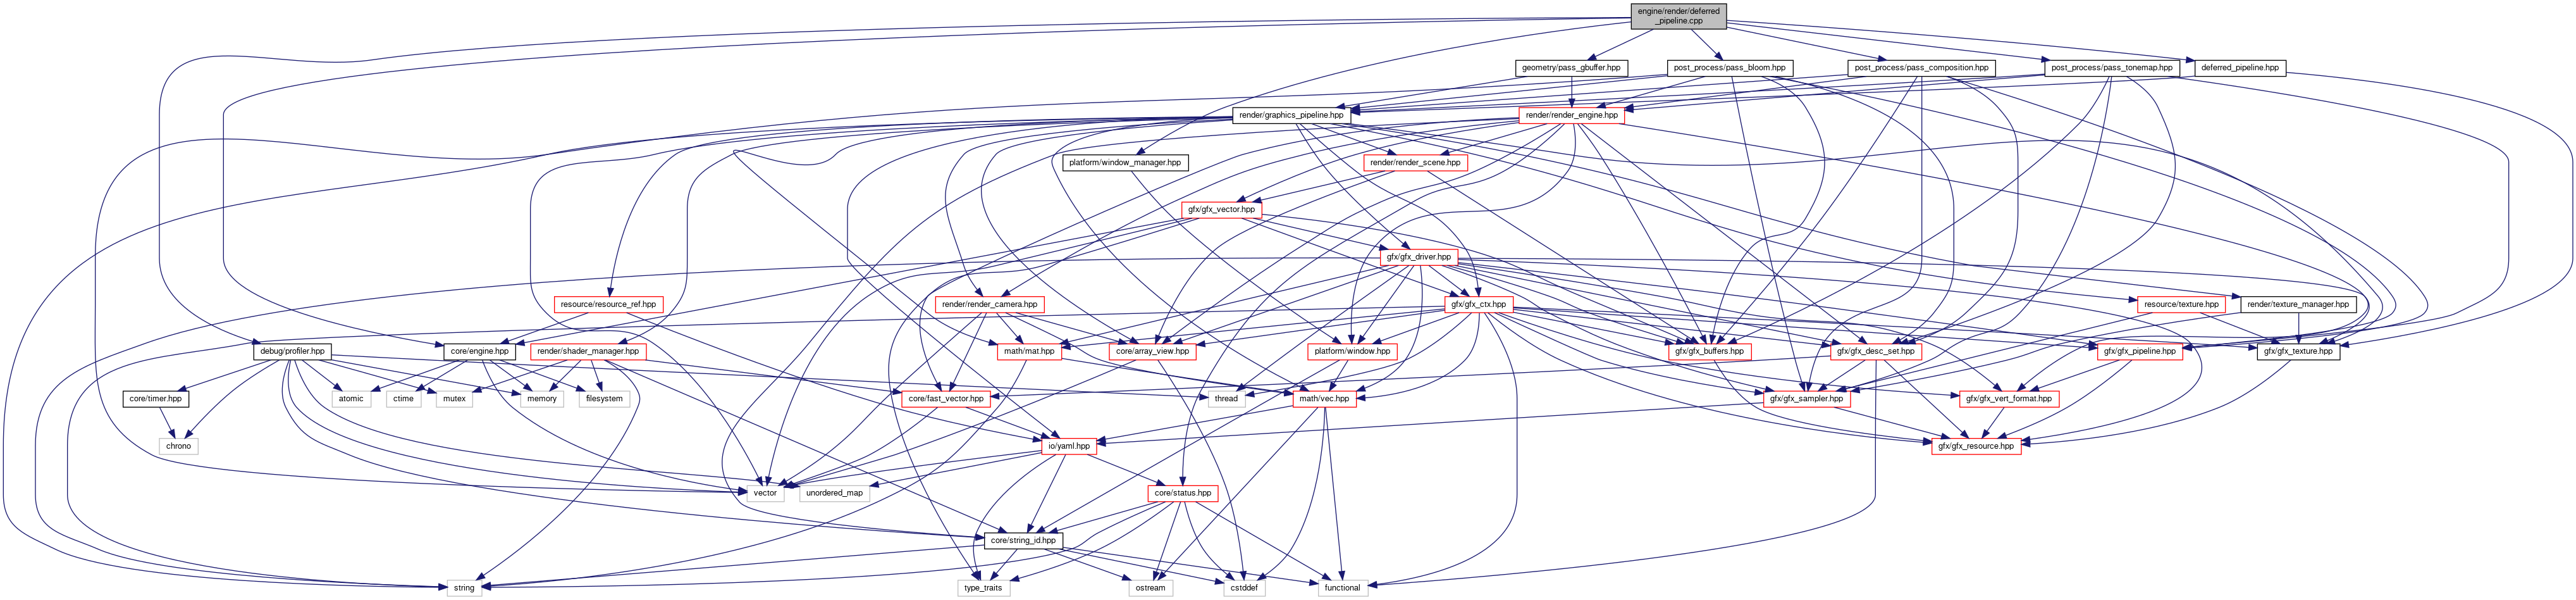 engine/render/deferred
_pipeline.cpp
geometry/pass_gbuffer.hpp
post_process/pass_bloom.hpp
post_process/pass_composition.hpp
post_process/pass_tonemap.hpp
deferred_pipeline.hpp
render/graphics_pipeline.hpp
render/render_engine.hpp
platform/window_manager.hpp
render/render_scene.hpp
gfx/gfx_vector.hpp
gfx/gfx_driver.hpp
resource/resource_ref.hpp
render/render_camera.hpp
gfx/gfx_ctx.hpp
resource/texture.hpp
render/texture_manager.hpp
debug/profiler.hpp
core/engine.hpp
render/shader_manager.hpp
math/mat.hpp
core/array_view.hpp
platform/window.hpp
gfx/gfx_buffers.hpp
gfx/gfx_desc_set.hpp
gfx/gfx_pipeline.hpp
gfx/gfx_texture.hpp
core/timer.hpp
atomic
ctime
mutex
memory
filesystem
core/fast_vector.hpp
thread
math/vec.hpp
gfx/gfx_sampler.hpp
gfx/gfx_vert_format.hpp
chrono
io/yaml.hpp
gfx/gfx_resource.hpp
vector
unordered_map
core/status.hpp
core/string_id.hpp
string
type_traits
ostream
cstddef
functional